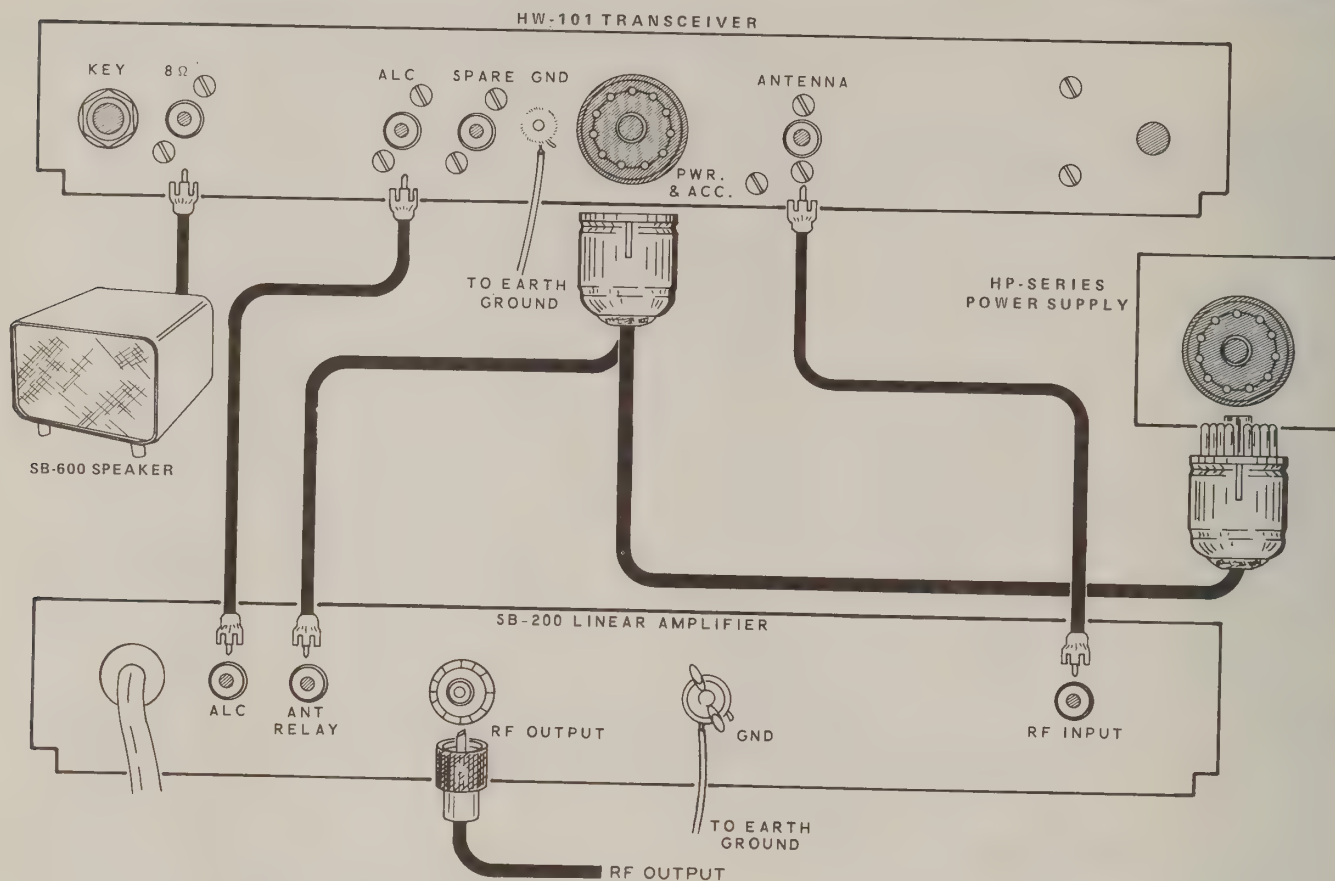 HW-101 TRANSCEIVER
KEY
8Ω
ALC
SPARE
GND
PWR.
& ACC.
ANTENNA
TO EARTH
GROUND
HP-SERIES
POWER SUPPLY
SB-600 SPEAKER
SB-200 LINEAR AMPLIFIER
ALC
ANT
RELAY
RF OUTPUT
GND
RF INPUT
TO EARTH
GROUND
RF OUTPUT